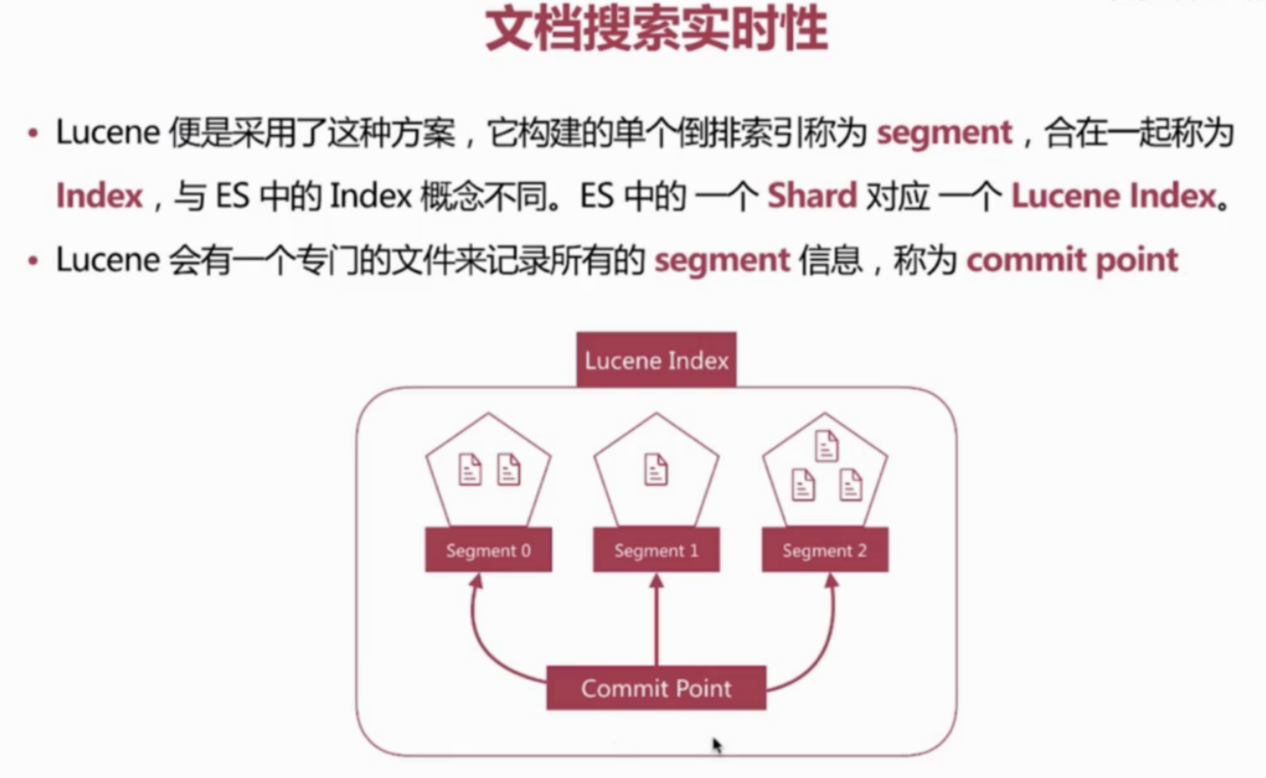 文档搜索实时性
• Lucene 便是采用了这种方案，它构建的单个倒排索引称为 segment，合在一起称为
Index，与 ES 中的 Index 概念不同。ES 中的 一个 Shard 对应 一个 Lucene Index。
• Lucene 会有一个专门的文件来记录所有的 segment 信息，称为 commit point
Lucene Index
Segment 0
Segment 1
Segment 2
Commit Point